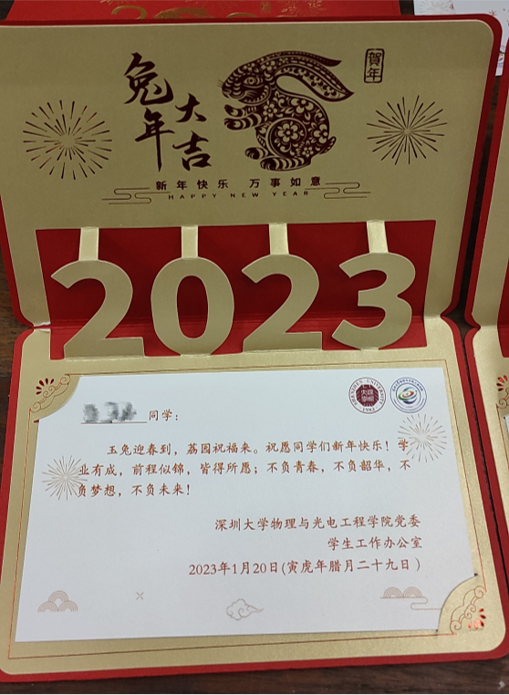 兔年大吉
贺年
新年快乐 万事如意
HAPPY NEW YEAR
2023
同学：
玉兔迎春到，荔园祝福来。祝愿同学们新年快乐！学
业有成，前程似锦，皆得所愿；不负青春，不负韶华，不
负梦想，不负未来！
深圳大学物理与光电工程学院党委
学生工作办公室
2023年1月20日(寅虎年腊月二十九日)